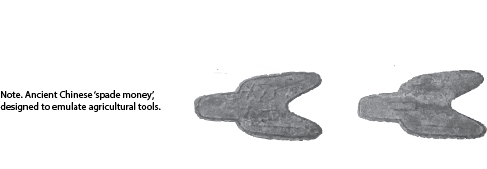 Note. Ancient Chinese ‘spade money’,
designed to emulate agricultural tools.